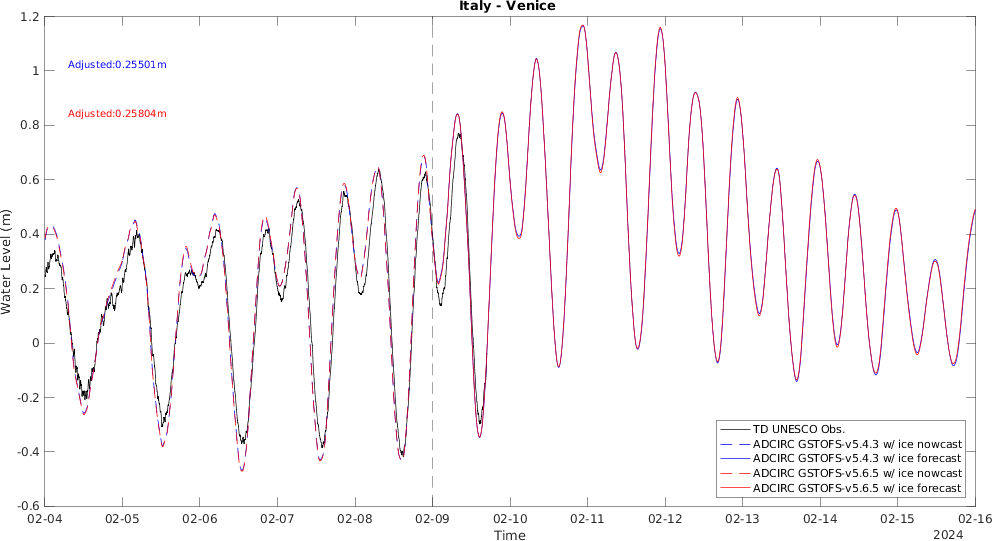 Italy - Venice
1.2
1
0.8
0.6
0.4
0.2
0
-0.2
-0.4
-0.6
Water Level (m)
Adjusted:0.25501m
Adjusted:0.25804m
TD UNESCO Obs.
ADCIRC GSTOFS-v5.4.3 w/ ice nowcast
ADCIRC GSTOFS-v5.4.3 w/ ice forecast
ADCIRC GSTOFS-v5.6.5 w/ ice nowcast
ADCIRC GSTOFS-v5.6.5 w/ ice forecast
02-04 02-05 02-06 02-07 02-08 02-09 02-10 02-11 02-12 02-13 02-14 02-15 02-16
Time
2024